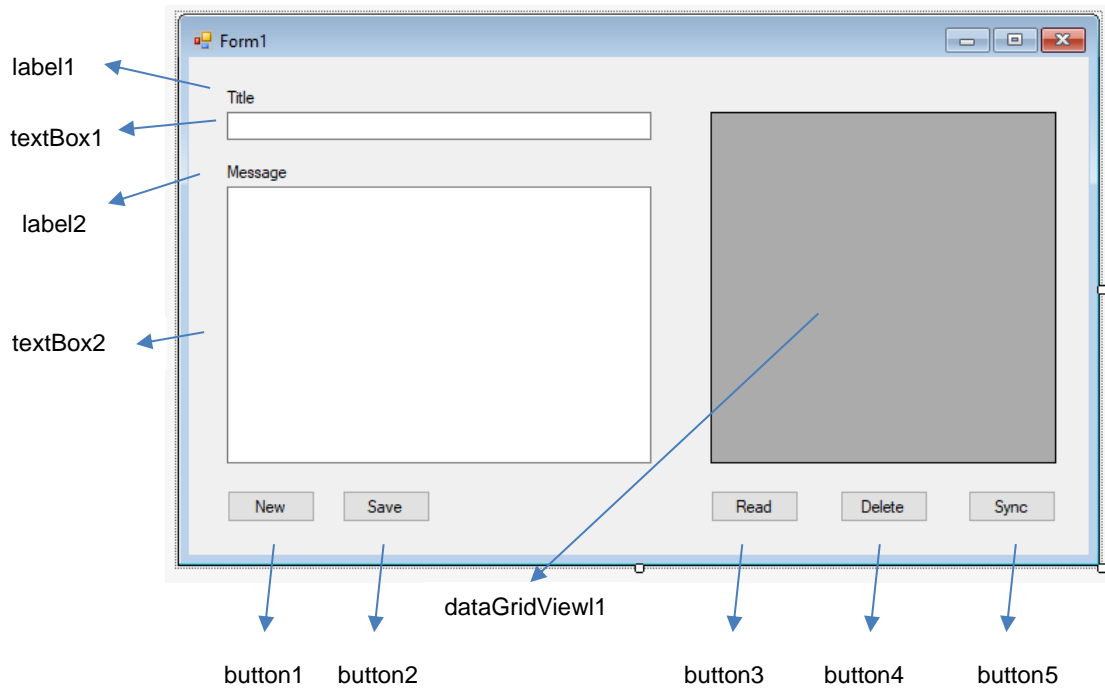 Form1
label1
Title
textBox1
Message
label2
textBox2
New Save Read Delete Sync
dataGridViewl1
button1 button2 button3 button4 button5